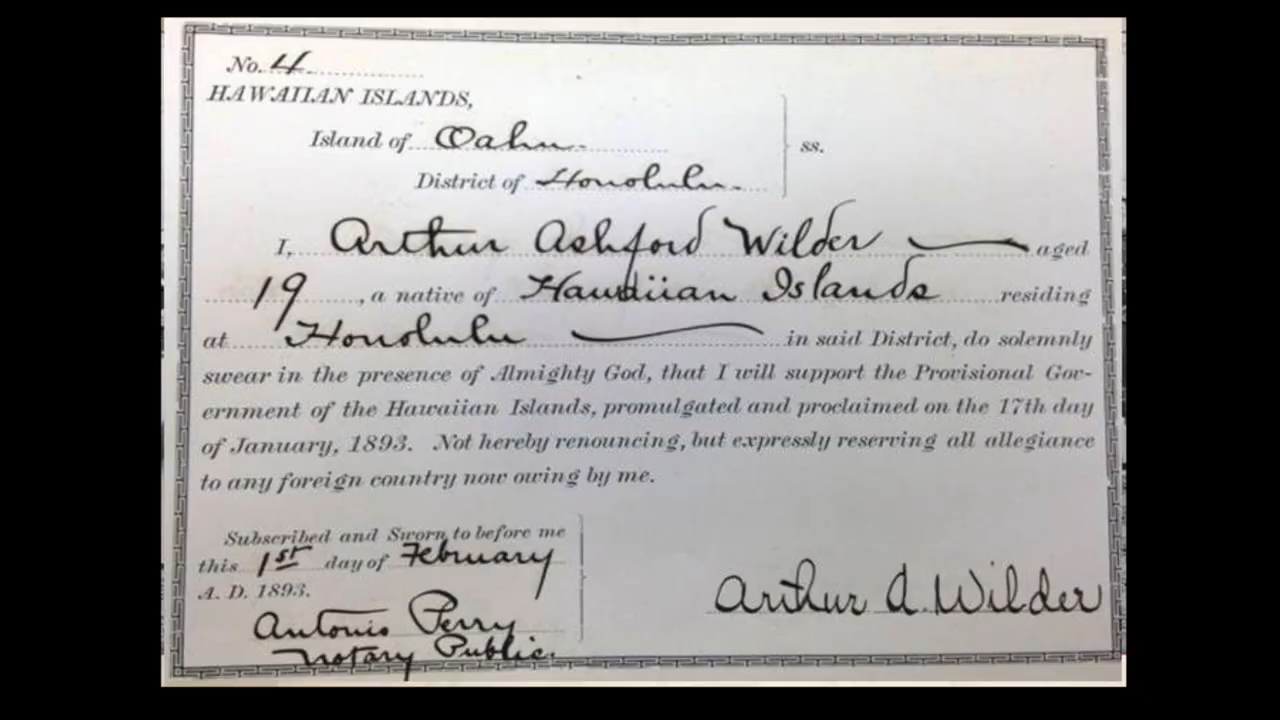 No. 4
HAWAIIAN ISLANDS,
Island of Oahu.
ss.
District of Honolulu.
I, Arthur Ashford Wilder aged
19, a native of Hawaiian Islands residing
at Honolulu in said District, do solemnly
swear in the presence of Almighty God, that I will support the Provisional Gov-
ernment of the Hawaiian Islands, promulgated and proclaimed on the 17th day
of January, 1893. Not hereby renouncing, but expressly reserving all allegiance
to any foreign country now owing by me.
Subscribed and Sworn to before me
this 1st day of February
A. D. 1893.
Antonio Perry
Notary Public.
Arthur A. Wilder